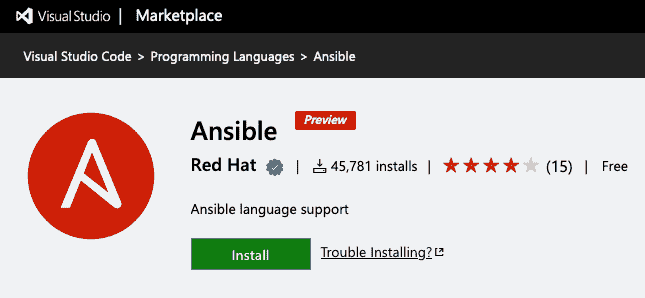 Visual Studio | Marketplace
Visual Studio Code > Programming Languages > Ansible
Ansible Preview
Red Hat | 45,781 installs | (15) | Free
Ansible language support
Install Trouble Installing?